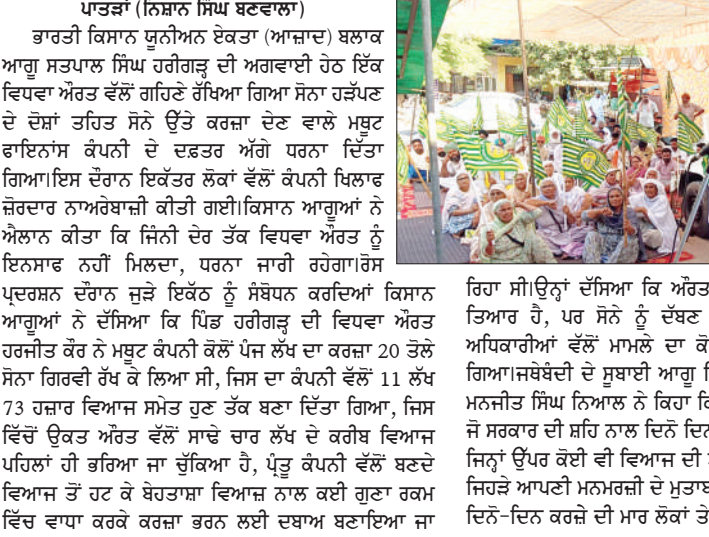 ਪਾਤੜਾਂ (ਨਿਸ਼ਾਨ ਸਿੰਘ ਬਣਵਾਲਾ)
ਭਾਰਤੀ ਕਿਸਾਨ ਯੂਨੀਅਨ ਏਕਤਾ (ਆਜ਼ਾਦ) ਬਲਾਕ
ਆਗੂ ਸਤਪਾਲ ਸਿੰਘ ਹਰੀਗੜ੍ਹ ਦੀ ਅਗਵਾਈ ਹੇਠ ਇੱਕ
ਵਿਧਵਾ ਔਰਤ ਵੱਲੋਂ ਗਹਿਣੇ ਰੱਖਿਆ ਗਿਆ ਸੋਨਾ ਹੜੱਪਣ
ਦੇ ਦੋਸ਼ਾਂ ਤਹਿਤ ਸੋਨੇ ਉੱਤੇ ਕਰਜ਼ਾ ਦੇਣ ਵਾਲੇ ਮਥੂਟ
ਫਾਇਨਾਂਸ ਕੰਪਨੀ ਦੇ ਦਫ਼ਤਰ ਅੱਗੇ ਧਰਨਾ ਦਿੱਤਾ
ਗਿਆ।ਇਸ ਦੌਰਾਨ ਇਕੱਤਰ ਲੋਕਾਂ ਵੱਲੋਂ ਕੰਪਨੀ ਖਿਲਾਫ
ਜ਼ੋਰਦਾਰ ਨਾਅਰੇਬਾਜ਼ੀ ਕੀਤੀ ਗਈ।ਕਿਸਾਨ ਆਗੂਆਂ ਨੇ
ਐਲਾਨ ਕੀਤਾ ਕਿ ਜਿੰਨੀ ਦੇਰ ਤੱਕ ਵਿਧਵਾ ਔਰਤ ਨੂੰ
ਇਨਸਾਫ ਨਹੀਂ ਮਿਲਦਾ, ਧਰਨਾ ਜਾਰੀ ਰਹੇਗਾ।ਰੋਸ
ਪ੍ਰਦਰਸ਼ਨ ਦੌਰਾਨ ਜੁੜੇ ਇਕੱਠ ਨੂੰ ਸੰਬੋਧਨ ਕਰਦਿਆਂ ਕਿਸਾਨ
ਆਗੂਆਂ ਨੇ ਦੱਸਿਆ ਕਿ ਪਿੰਡ ਹਰੀਗੜ੍ਹ ਦੀ ਵਿਧਵਾ ਔਰਤ
ਹਰਜੀਤ ਕੌਰ ਨੇ ਮਥੂਟ ਕੰਪਨੀ ਕੋਲੋਂ ਪੰਜ ਲੱਖ ਦਾ ਕਰਜ਼ਾ 20 ਤੋਲੇ
ਸੋਨਾ ਗਿਰਵੀ ਰੱਖ ਕੇ ਲਿਆ ਸੀ, ਜਿਸ ਦਾ ਕੰਪਨੀ ਵੱਲੋਂ 11 ਲੱਖ
73 ਹਜ਼ਾਰ ਵਿਆਜ ਸਮੇਤ ਹੁਣ ਤੱਕ ਬਣਾ ਦਿੱਤਾ ਗਿਆ, ਜਿਸ
ਵਿੱਚੋਂ ਉਕਤ ਔਰਤ ਵੱਲੋਂ ਸਾਢੇ ਚਾਰ ਲੱਖ ਦੇ ਕਰੀਬ ਵਿਆਜ
ਪਹਿਲਾਂ ਹੀ ਭਰਿਆ ਜਾ ਚੁੱਕਿਆ ਹੈ, ਪ੍ਰੰਤੂ ਕੰਪਨੀ ਵੱਲੋਂ ਬਣਦੇ
ਵਿਆਜ ਤੋਂ ਹਟ ਕੇ ਬੇਹਤਾਸ਼ਾ ਵਿਆਜ਼ ਨਾਲ ਕਈ ਗੁਣਾ ਰਕਮ
ਵਿੱਚ ਵਾਧਾ ਕਰਕੇ ਕਰਜ਼ਾ ਭਰਨ ਲਈ ਦਬਾਅ ਬਣਾਇਆ ਜਾ
ਰਿਹਾ ਸੀ।ਉਨ੍ਹਾਂ ਦੱਸਿਆ ਕਿ ਔਰਤ
ਤਿਆਰ ਹੈ, ਪਰ ਸੋਨੇ ਨੂੰ ਦੱਬਣ
ਅਧਿਕਾਰੀਆਂ ਵੱਲੋਂ ਮਾਮਲੇ ਦਾ
ਗਿਆ।ਜਥੇਬੰਦੀ ਦੇ ਸੂਬਾਈ ਆਗੂ
ਮਨਜੀਤ ਸਿੰਘ ਨਿਆਲ ਨੇ ਕਿਹਾ
ਜੋ ਸਰਕਾਰ ਦੀ ਸ਼ਹਿ ਨਾਲ ਦਿਨੋ
ਜਿਨ੍ਹਾਂ ਉੱਪਰ ਕੋਈ ਵੀ ਵਿਆਜ ਦੀ
ਜਿਹੜੇ ਆਪਣੀ ਮਨਮਰਜ਼ੀ ਦੇ
ਦਿਨੋ-ਦਿਨ ਕਰਜ਼ੇ ਦੀ ਮਾਰ ਲੋਕਾਂ ਤੇ